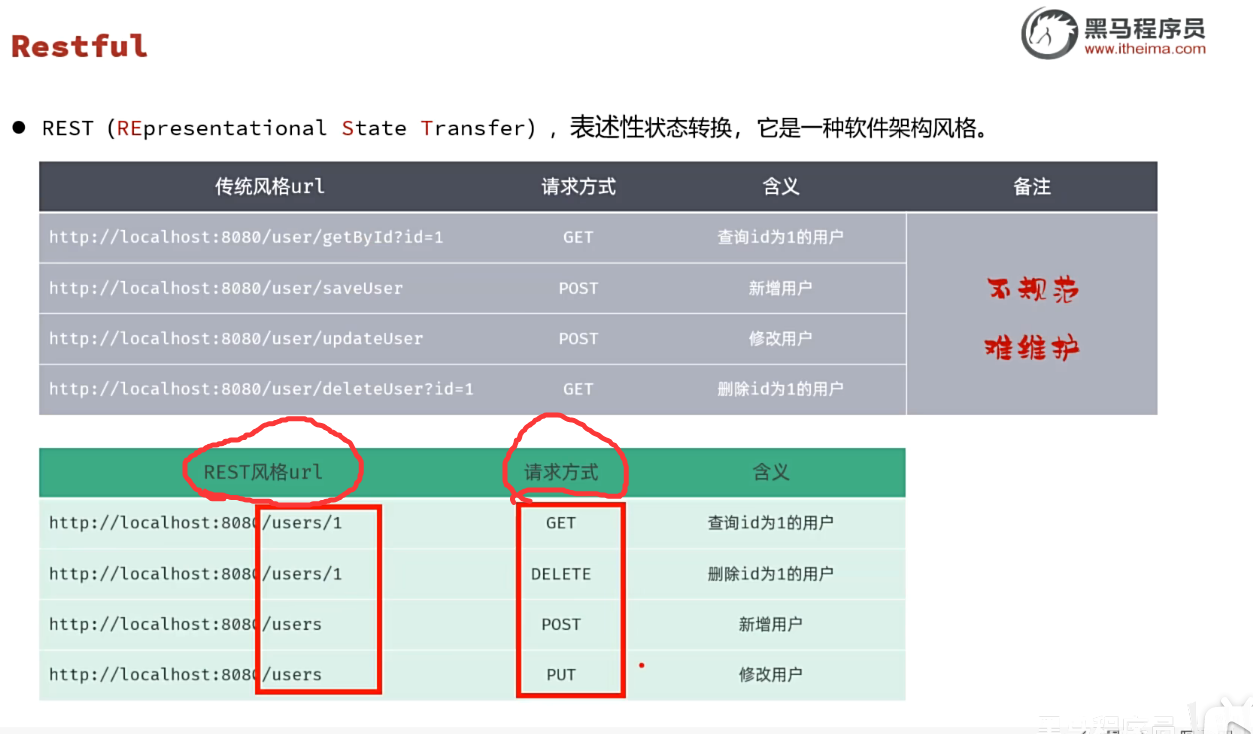 Restful
黑马程序员
www.itheima.com
● REST (REpresentational State Transfer) ，表述性状态转换，它是一种软件架构风格。
传统风格url 请求方式 含义 备注
http://localhost:8080/user/getById?id=1 GET 查询id为1的用户
http://localhost:8080/user/saveUser POST 新增用户
http://localhost:8080/user/updateUser POST 修改用户
http://localhost:8080/user/deleteUser?id=1 GET 删除id为1的用户
不规范
难维护
REST风格url 请求方式 含义
http://localhost:8080/users/1 GET 查询id为1的用户
http://localhost:8080/users/1 DELETE 删除id为1的用户
http://localhost:8080/users POST 新增用户
http://localhost:8080/users PUT 修改用户